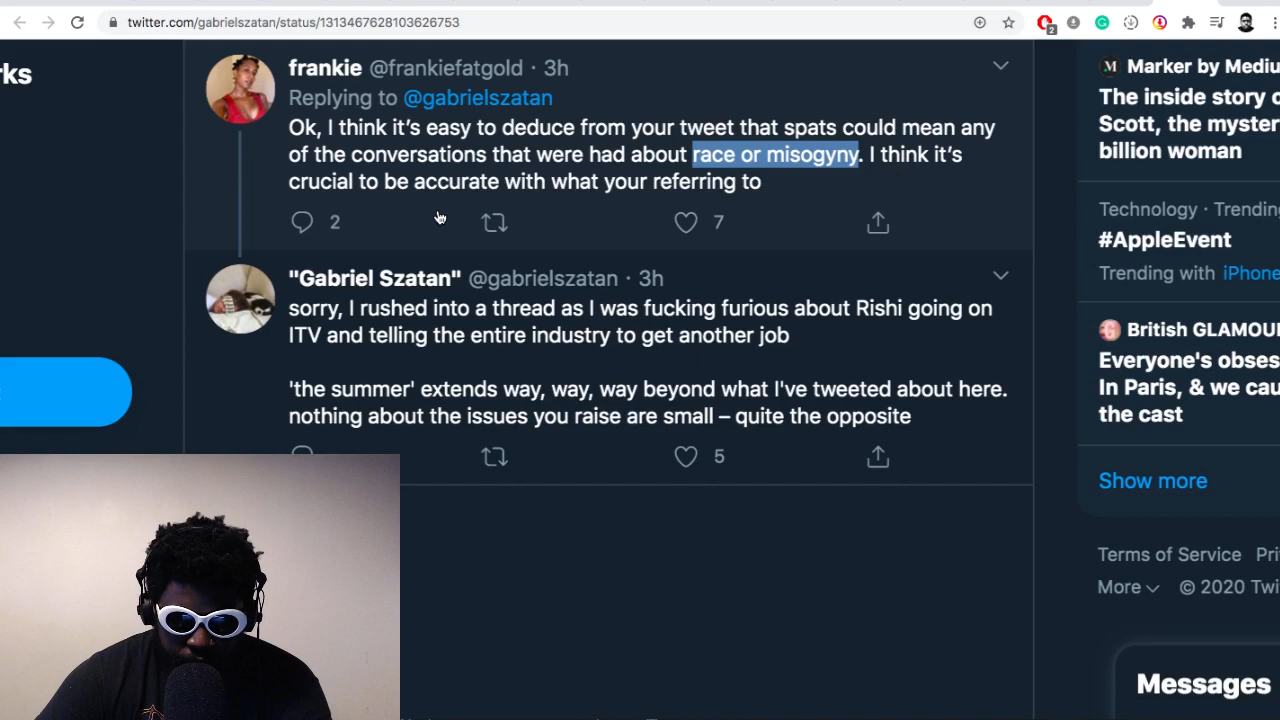 twitter.com/gabrielszatan/status/1313467628103626753
2
rks
frankie @frankiefatgold · 3h
Replying to @gabrielszatan
Ok, I think it's easy to deduce from your tweet that spats could mean any
of the conversations that were had about race or misogyny. I think it's
crucial to be accurate with what your referring to
2
7
"Gabriel Szatan" @gabrielszatan · 3h
sorry, I rushed into a thread as I was fucking furious about Rishi going on
ITV and telling the entire industry to get another job
'the summer' extends way, way, way beyond what I've tweeted about here.
nothing about the issues you raise are small – quite the opposite
5
M Marker by Mediu
The inside story o
Scott, the myster
billion woman
Technology · Trending
#AppleEvent
Trending with iPhone
British GLAMOU
Everyone's obses
In Paris, & we cau
the cast
Show more
Terms of Service Pri
More © 2020 Twi
Messages